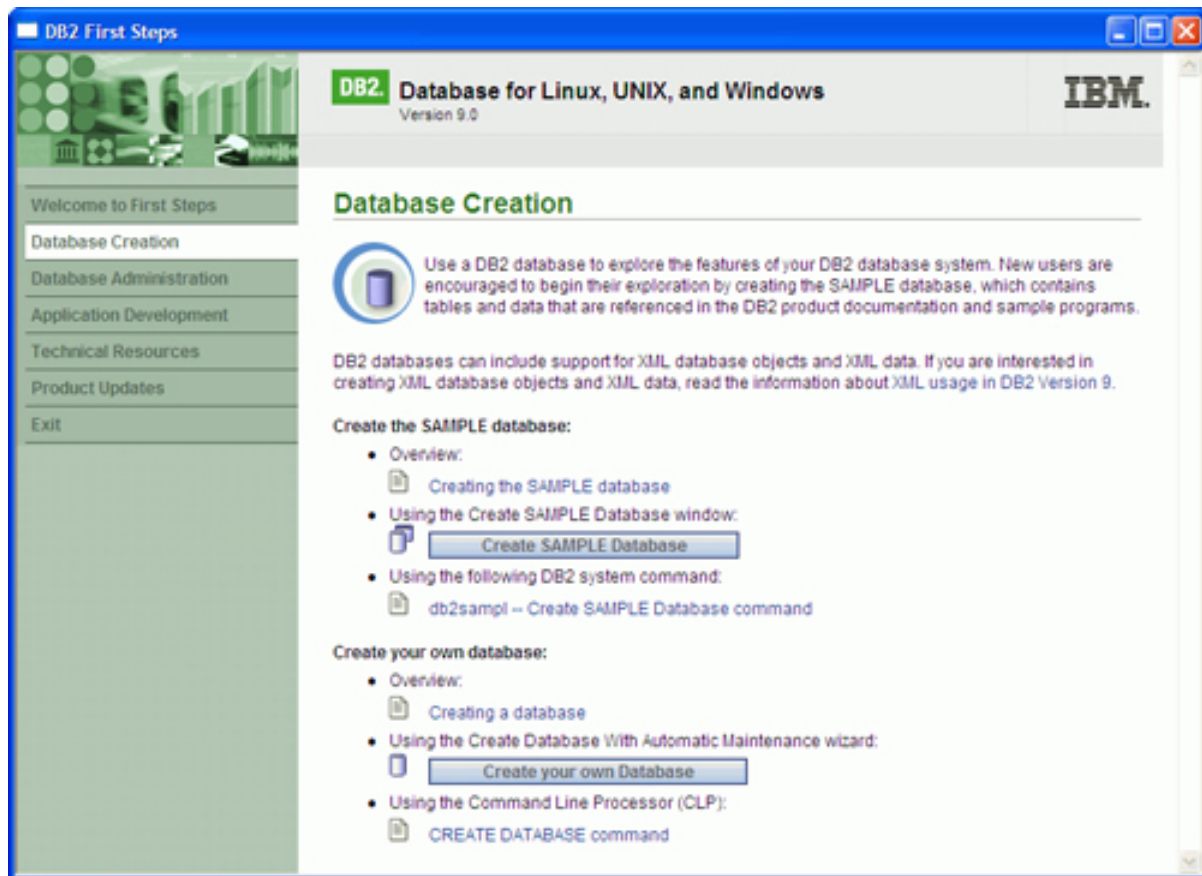 DB2 First Steps
DB2. Database for Linux, UNIX, and Windows
Version 9.0
IBM.
Welcome to First Steps
Database Creation
Database Administration
Application Development
Technical Resources
Product Updates
Exit
Database Creation
Use a DB2 database to explore the features of your DB2 database system. New users are
encouraged to begin their exploration by creating the SAMPLE database, which contains
tables and data that are referenced in the DB2 product documentation and sample programs.
DB2 databases can include support for XML database objects and XML data. If you are interested in
creating XML database objects and XML data, read the information about XML usage in DB2 Version 9.
Create the SAMPLE database:
• Overview:
Creating the SAMPLE database
• Using the Create SAMPLE Database window:
Create SAMPLE Database
• Using the following DB2 system command:
db2sampl -- Create SAMPLE Database command
Create your own database:
• Overview:
Creating a database
• Using the Create Database With Automatic Maintenance wizard:
Create your own Database
• Using the Command Line Processor (CLP):
CREATE DATABASE command